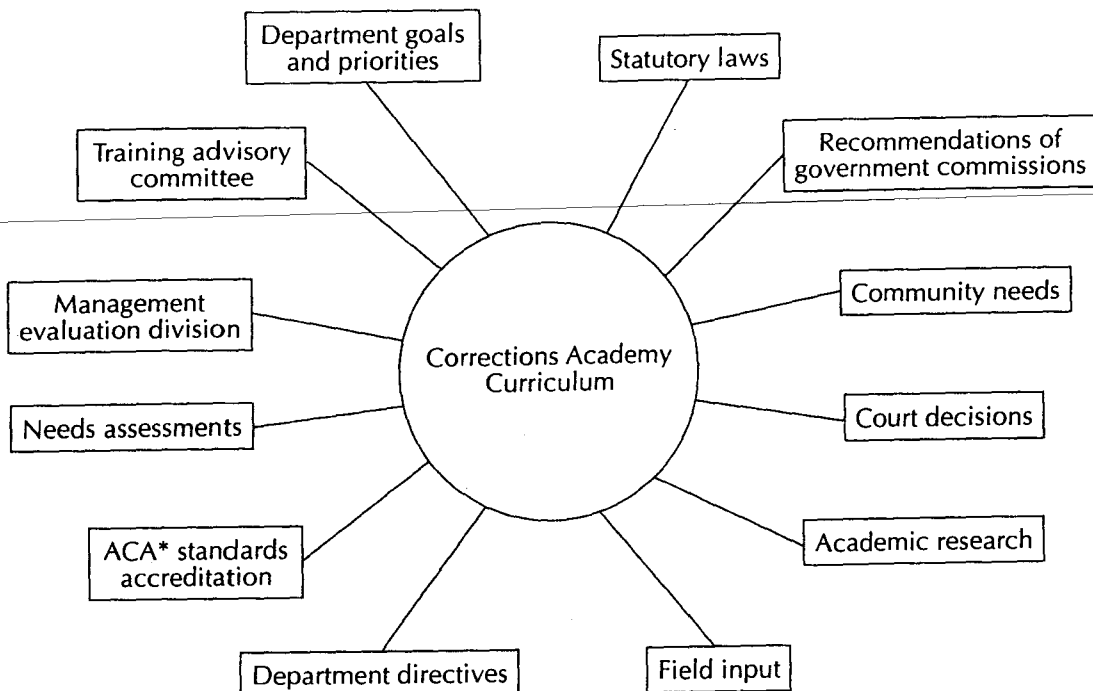 Department goals
and priorities
Statutory laws
Training advisory
committee
Recommendations of
government commissions
Management
evaluation division
Community needs
Corrections Academy
Curriculum
Needs assessments
Court decisions
ACA* standards
accreditation
Academic research
Department directives
Field input